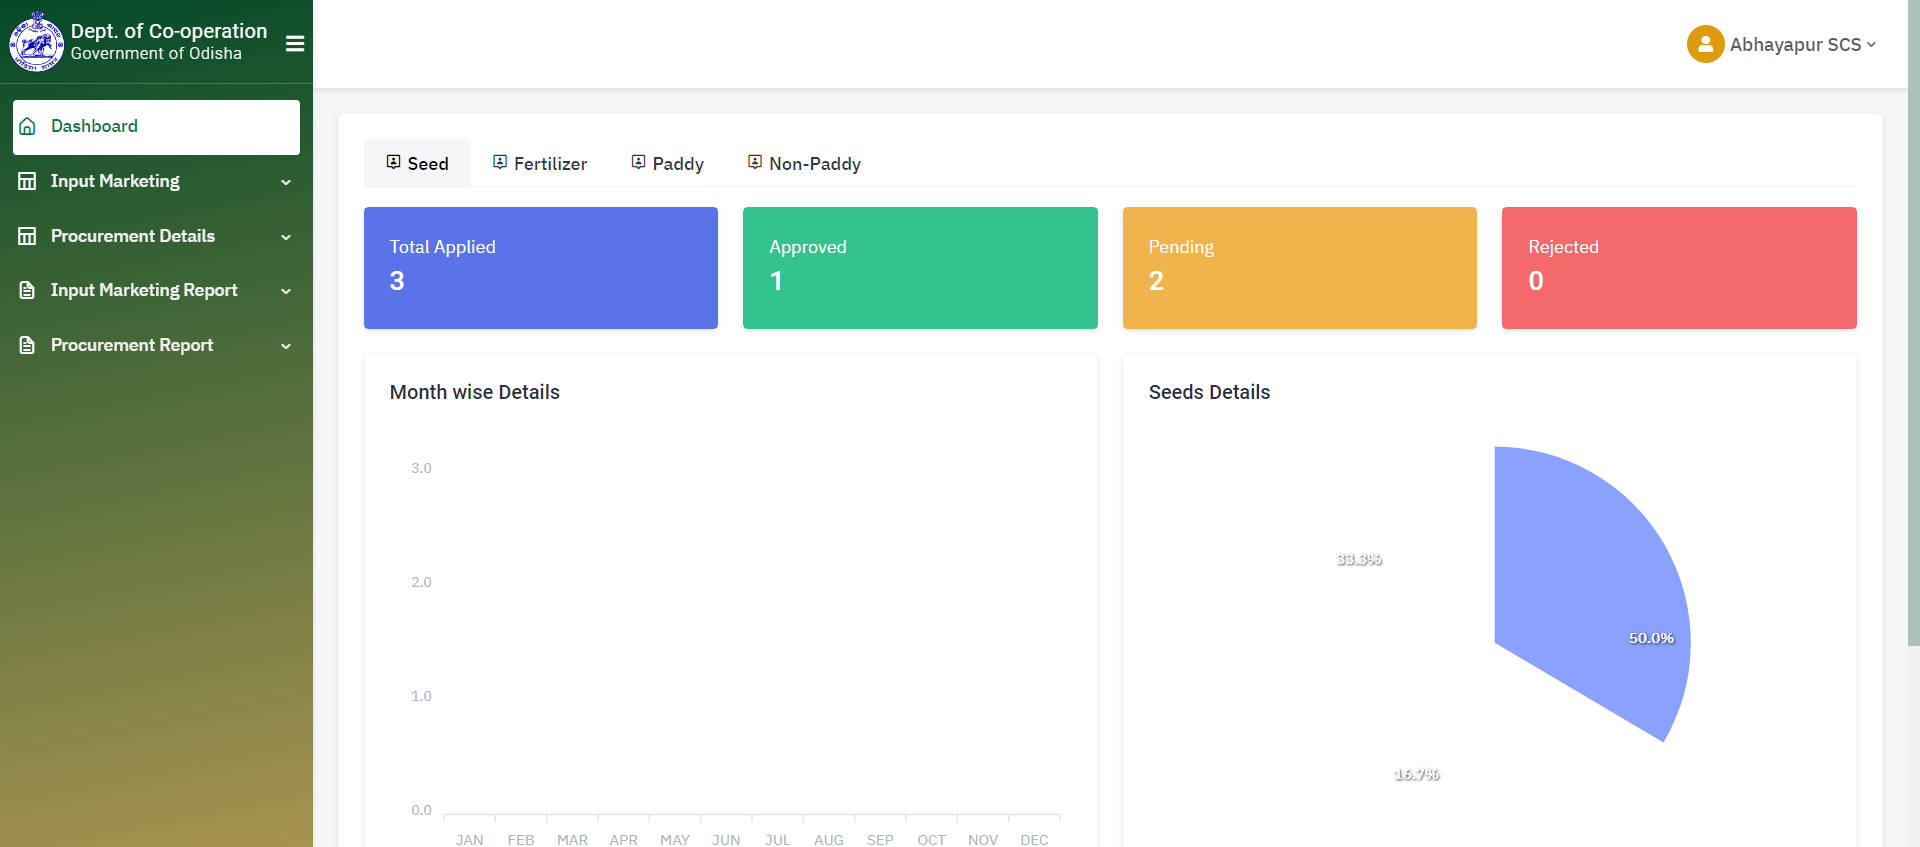 Dept. of Co-operation
Government of Odisha
Abhayapur SCS
Dashboard
Input Marketing
Procurement Details
Input Marketing Report
Procurement Report
Seed
Fertilizer
Paddy
Non-Paddy
Total Applied
3
Approved
1
Pending
2
Rejected
0
Month wise Details
3.0
2.0
1.0
0.0
JAN FEB MAR APR MAY JUN JUL AUG SEP OCT NOV DEC
Seeds Details
33.3%
50.0%
16.7%